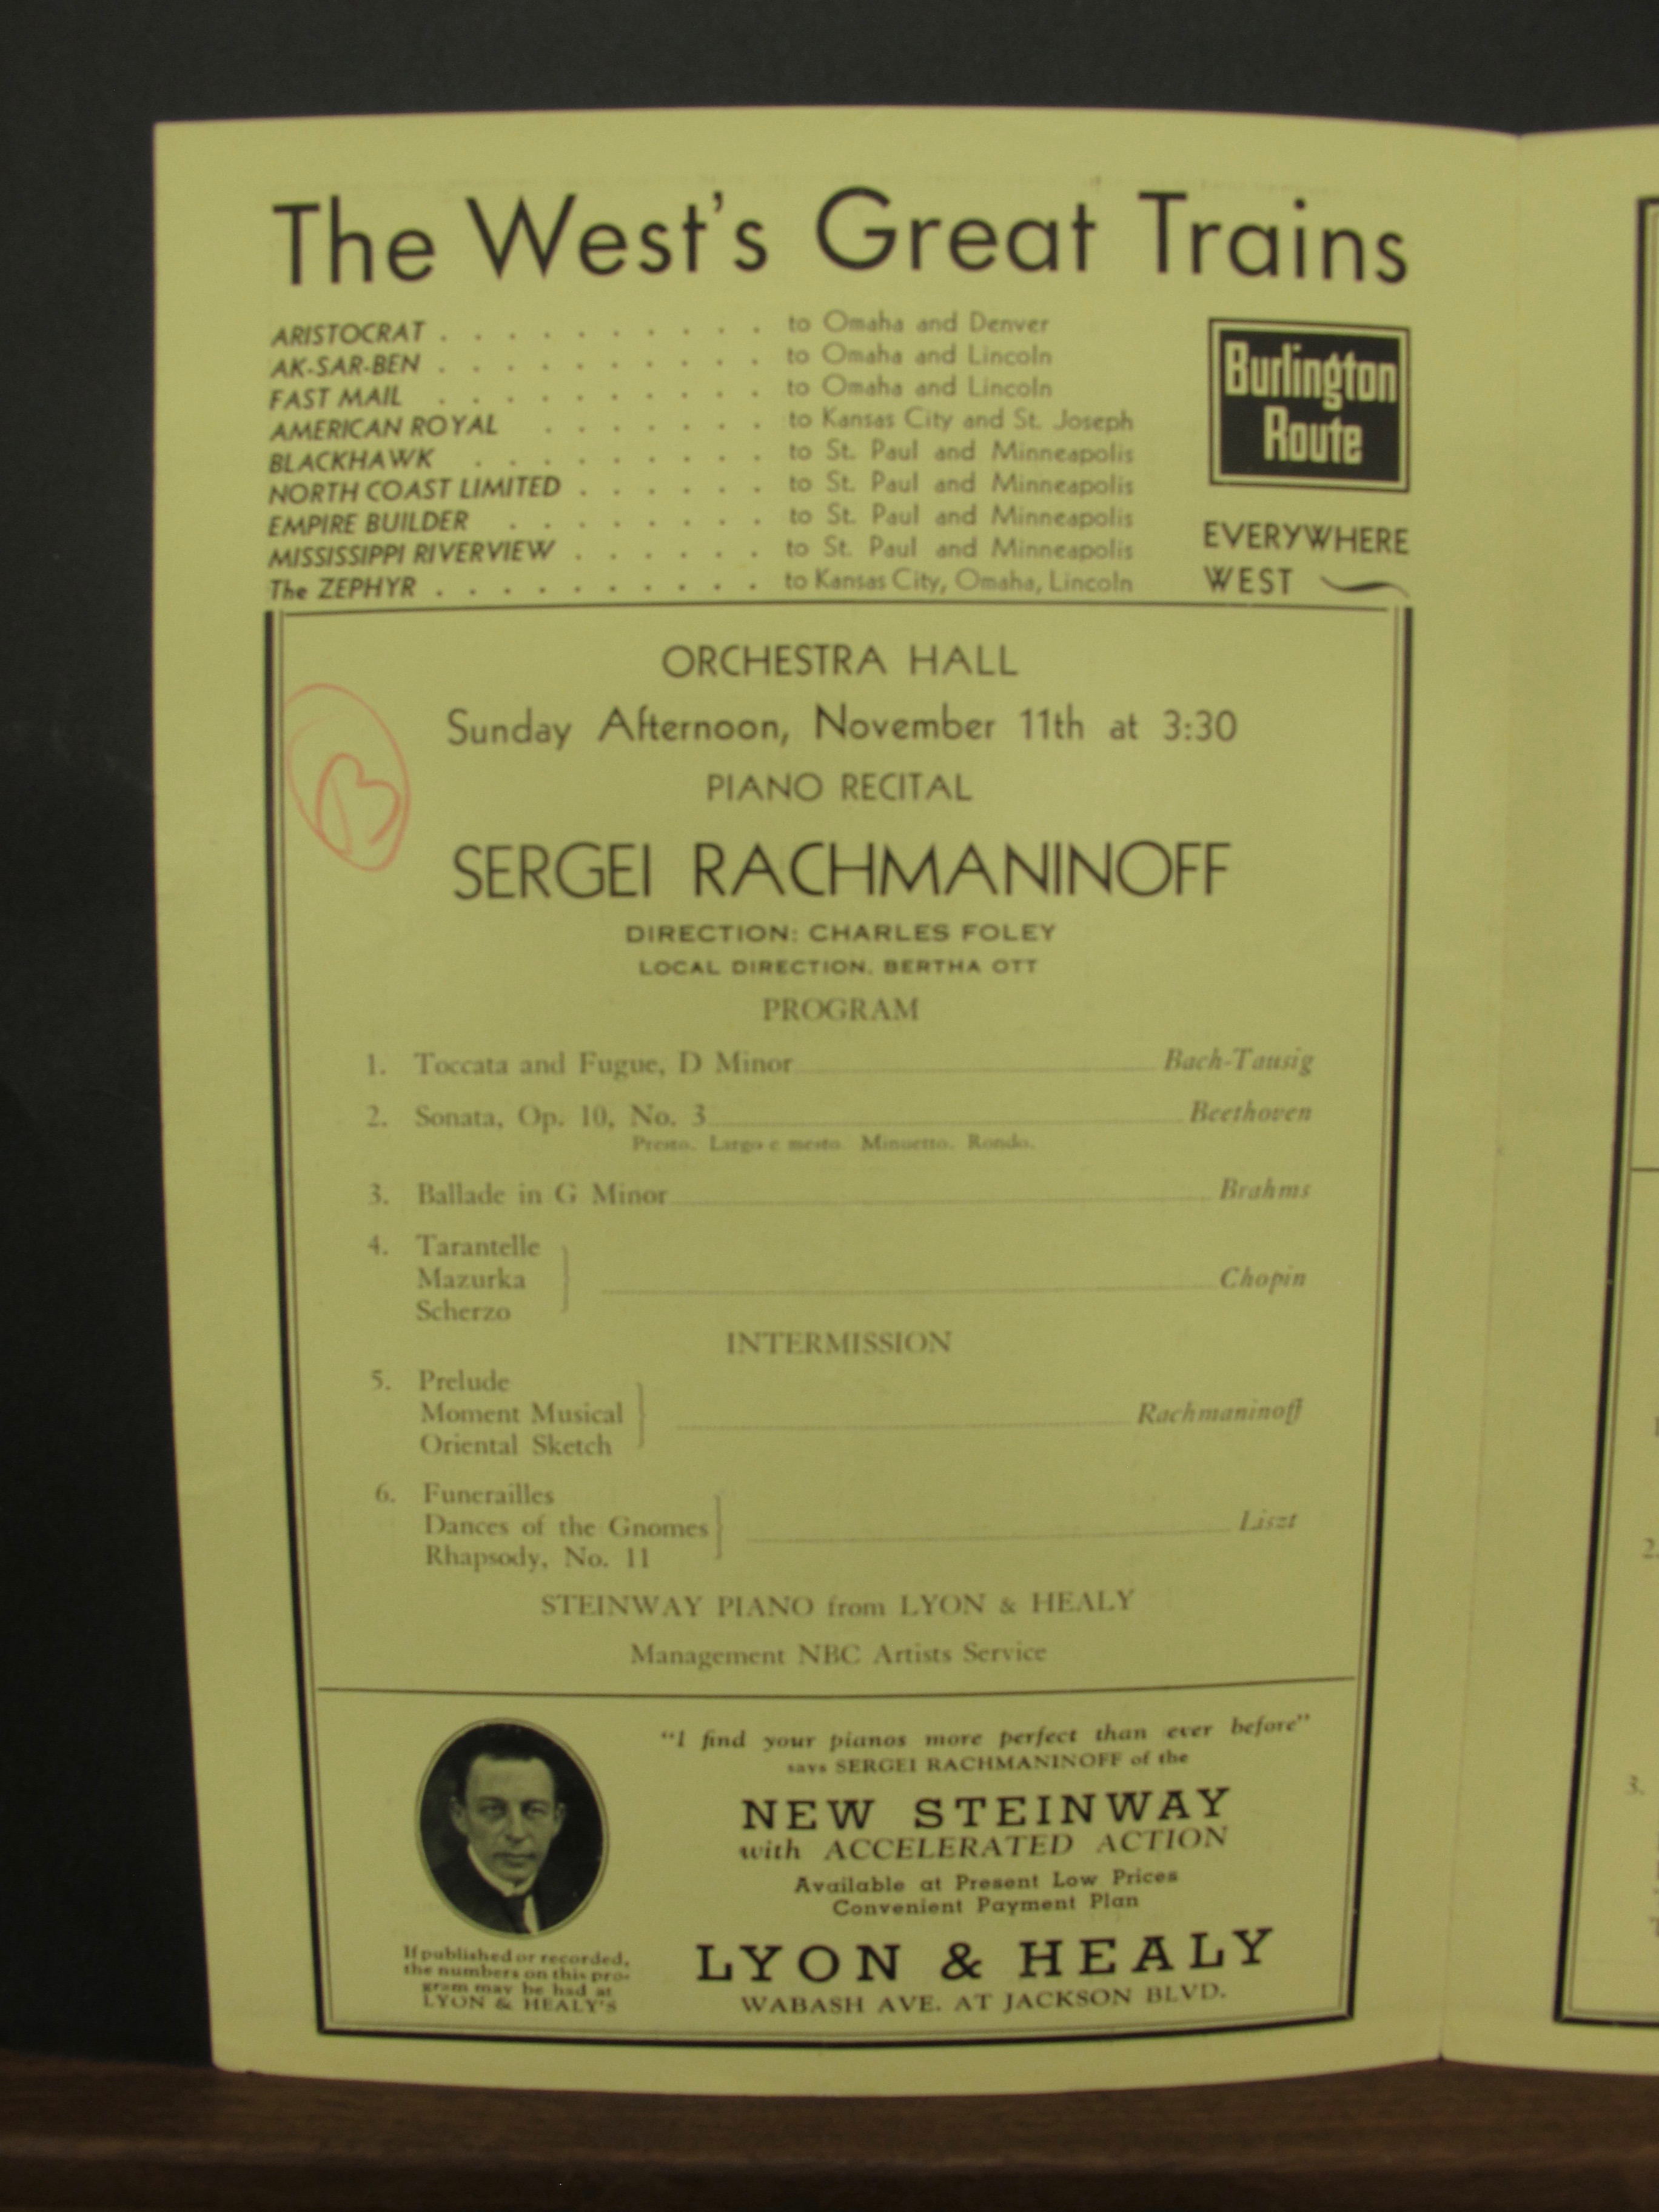 The West's Great Trains
ARISTOCRAT . . . . . . . . . . to Omaha and Denver
AK-SAR-BEN . . . . . . . . . . to Omaha and Lincoln
FAST MAIL . . . . . . . . . . to Omaha and Lincoln
AMERICAN ROYAL . . . . . . . to Kansas City and St. Joseph
BLACKHAWK . . . . . . . . . to St. Paul and Minneapolis
NORTH COAST LIMITED . . . . . . to St. Paul and Minneapolis
EMPIRE BUILDER . . . . . . . . to St. Paul and Minneapolis
MISSISSIPPI RIVERVIEW . . . . . . to St. Paul and Minneapolis
The ZEPHYR . . . . . . . . . . to Kansas City, Omaha, Lincoln
Burlington
Route
EVERYWHERE
WEST
B
ORCHESTRA HALL
Sunday Afternoon, November 11th at 3:30
PIANO RECITAL
SERGEI RACHMANINOFF
DIRECTION: CHARLES FOLEY
LOCAL DIRECTION, BERTHA OTT
PROGRAM
1. Toccata and Fugue, D Minor Bach-Tausig
2. Sonata, Op. 10, No. 3 Beethoven
Presto. Largo e mesto. Minuetto. Rondo.
3. Ballade in G Minor Brahms
4. Tarantelle
Mazurka
Scherzo
Chopin
INTERMISSION
5. Prelude
Moment Musical
Oriental Sketch
Rachmaninoff
6. Funerailles
Dances of the Gnomes
Rhapsody, No. 11
Liszt
STEINWAY PIANO from LYON & HEALY
Management NBC Artists Service
"I find your pianos more perfect than ever before"
says SERGEI RACHMANINOFF of the
NEW STEINWAY
with ACCELERATED ACTION
Available at Present Low Prices
Convenient Payment Plan
LYON & HEALY
WABASH AVE. AT JACKSON BLVD.
If published or recorded,
the numbers on this pro-
gram may be had at
LYON & HEALY'S
2.
3.